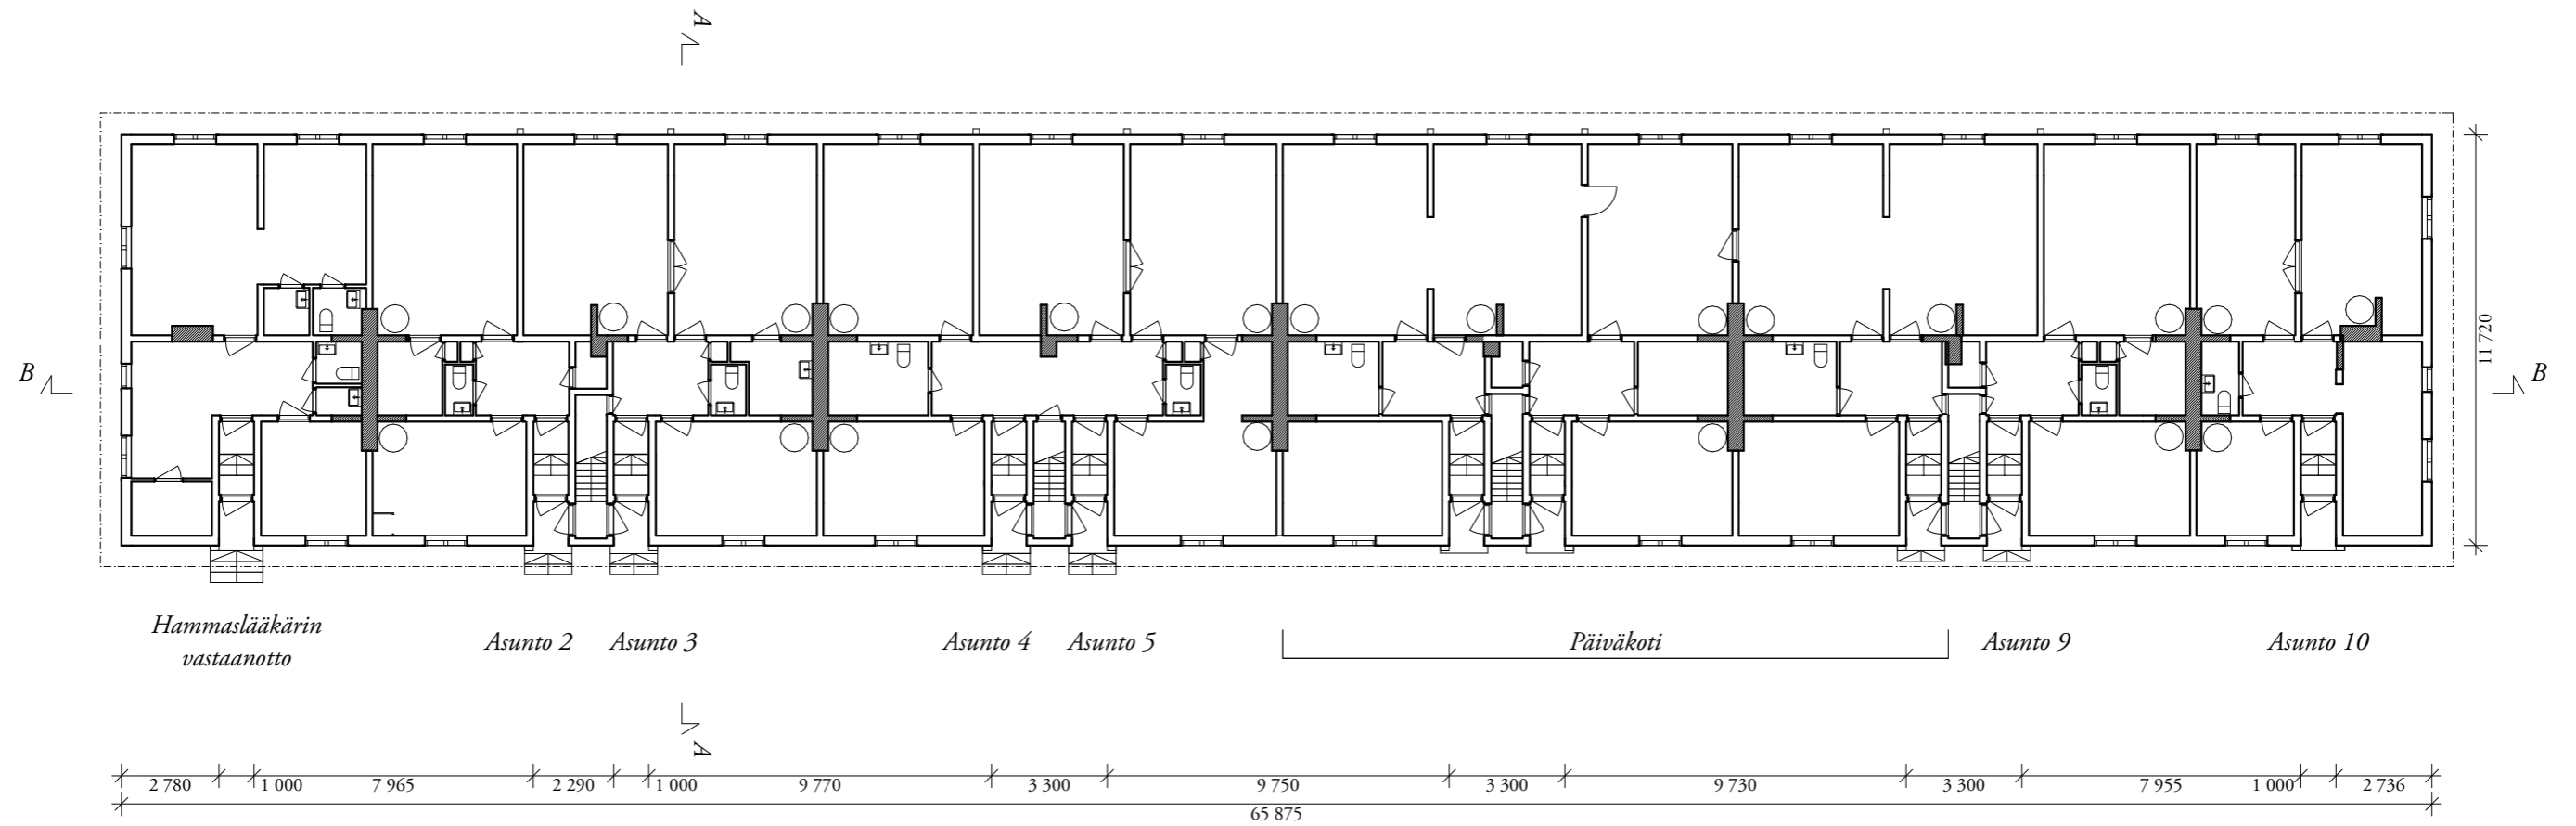 A
11 720
B
B
Hammaslääkärin
vastaanotto
Asunto 2
Asunto 3
Asunto 4
Asunto 5
Päiväkoti
Asunto 9
Asunto 10
A
2 780 1 000 7 965 2 290 1 000 9 770 3 300 9 750 3 300 9 730 3 300 7 955 1 000 2 736
65 875